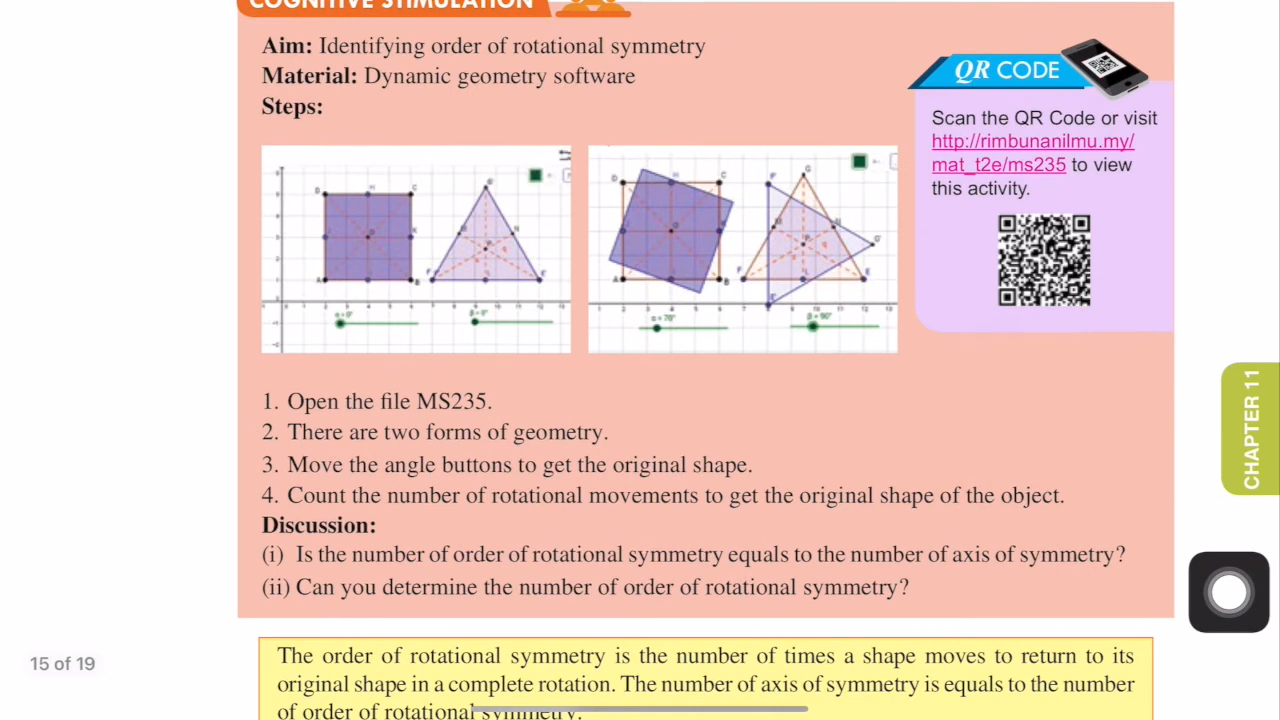 COGNITIVE STIMULATION
Aim: Identifying order of rotational symmetry
Material: Dynamic geometry software
Steps:
QR CODE
Scan the QR Code or visit
http://rimbunanilmu.my/
mat_t2e/ms235 to view
this activity.
α = 0°
β = 0°
α = 70°
β = 90°
1. Open the file MS235.
2. There are two forms of geometry.
3. Move the angle buttons to get the original shape.
4. Count the number of rotational movements to get the original shape of the object.
Discussion:
(i) Is the number of order of rotational symmetry equals to the number of axis of symmetry?
(ii) Can you determine the number of order of rotational symmetry?
CHAPTER 11
15 of 19
The order of rotational symmetry is the number of times a shape moves to return to its
original shape in a complete rotation. The number of axis of symmetry is equals to the number
of order of rotational symmetry.